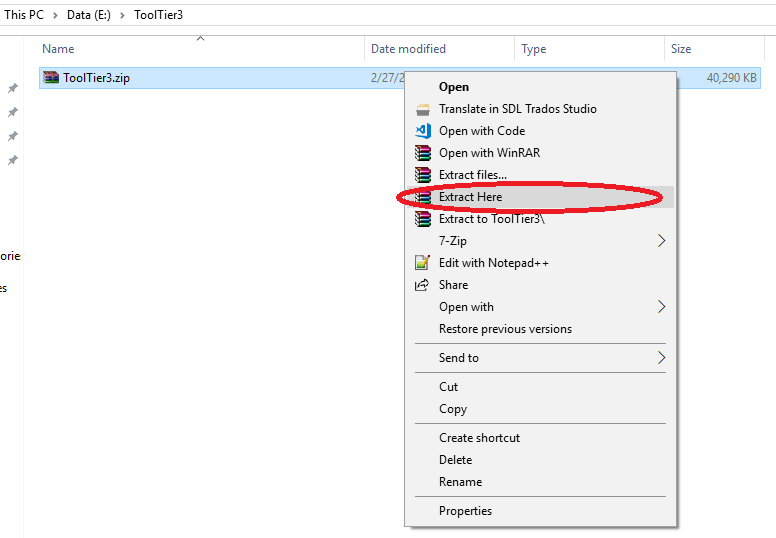 This PC > Data (E:) > ToolTier3
Name Date modified Type Size
ToolTier3.zip 2/27/2 40,290 KB
Open
Translate in SDL Trados Studio
Open with Code
Open with WinRAR
Extract files...
Extract Here
Extract to ToolTier3\
7-Zip
Edit with Notepad++
Share
Open with
Restore previous versions
Send to
Cut
Copy
Create shortcut
Delete
Rename
Properties
orie
es